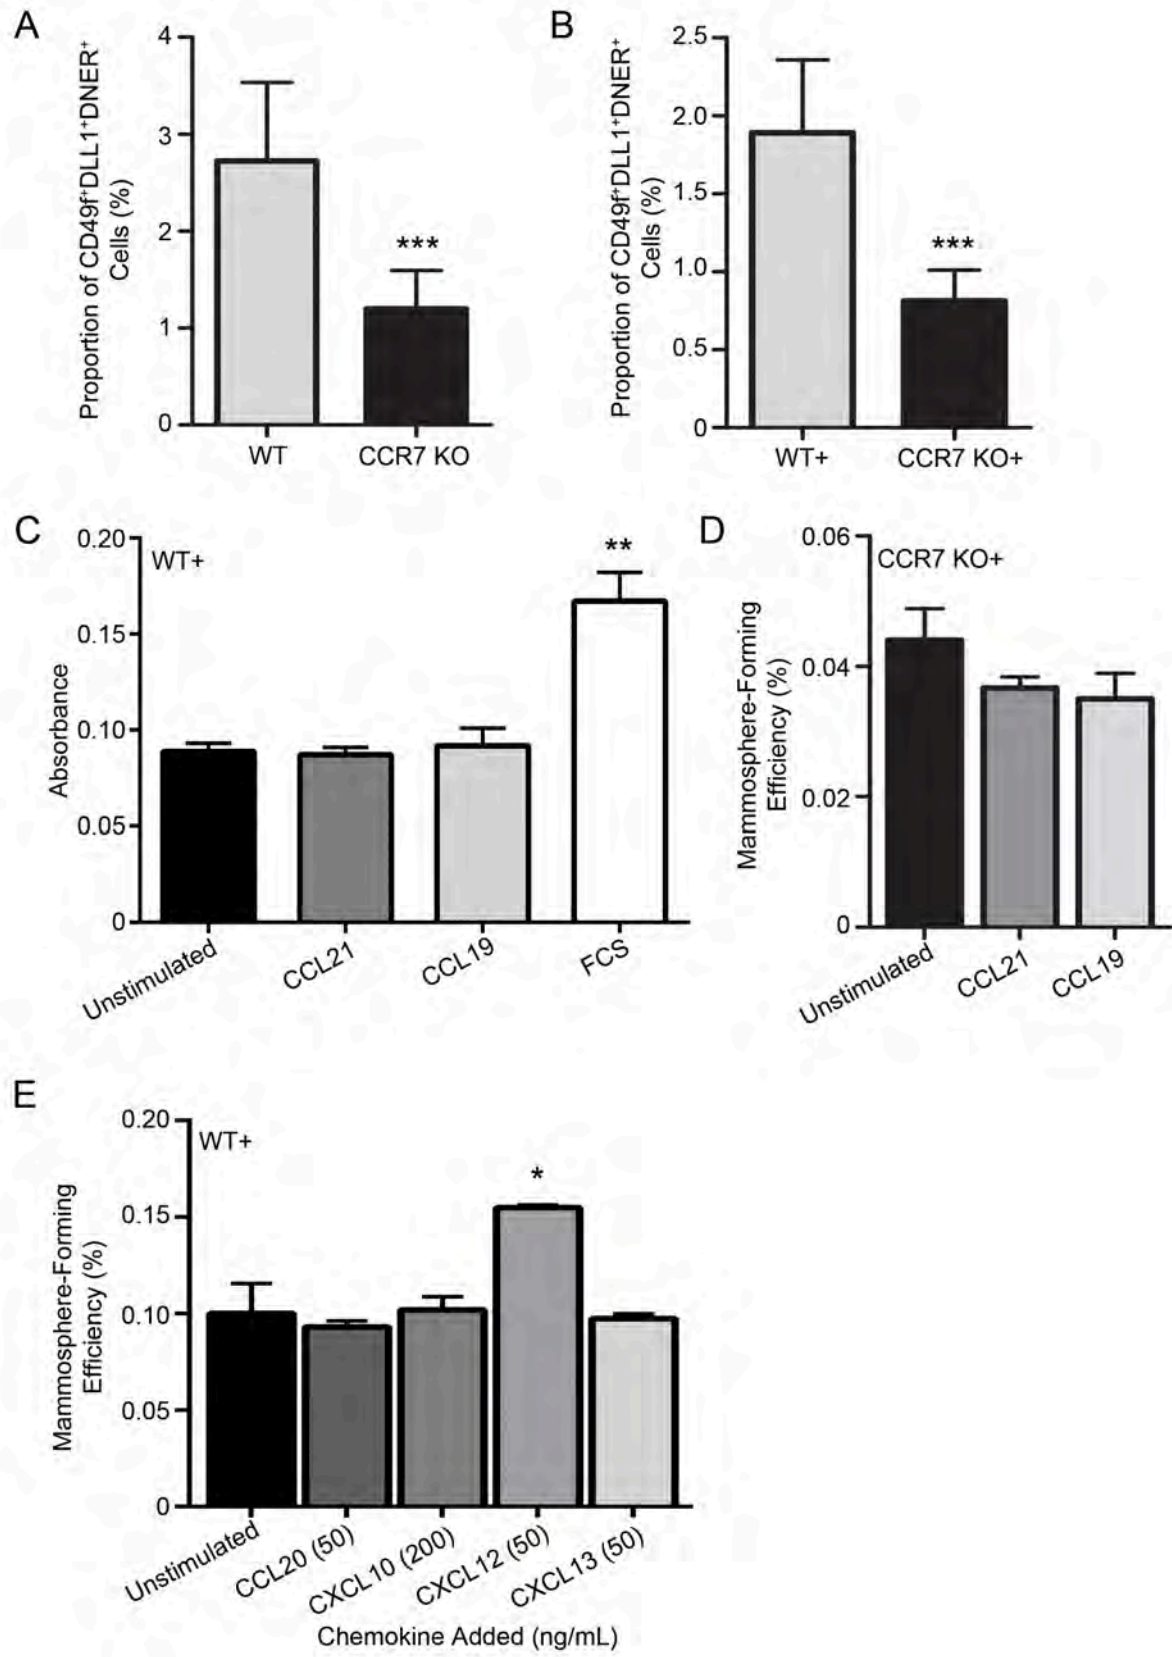 A
Proportion of CD49f⁺DLL1⁺DNER⁺
Cells (%)
4
3
2
1
0
***
WT
CCR7 KO
B
Proportion of CD49f⁺DLL1⁺DNER⁺
Cells (%)
2.5
2.0
1.5
1.0
0.5
0
***
WT+
CCR7 KO+
C
WT+
Absorbance
0.20
0.15
0.10
0.05
0
**
Unstimulated
CCL21
CCL19
FCS
D
CCR7 KO+
Mammosphere-Forming
Efficiency (%)
0.06
0.04
0.02
0
Unstimulated
CCL21
CCL19
E
WT+
Mammosphere-Forming
Efficiency (%)
0.20
0.15
0.10
0.05
0
*
Unstimulated
CCL20 (50)
CXCL10 (200)
CXCL12 (50)
CXCL13 (50)
Chemokine Added (ng/mL)